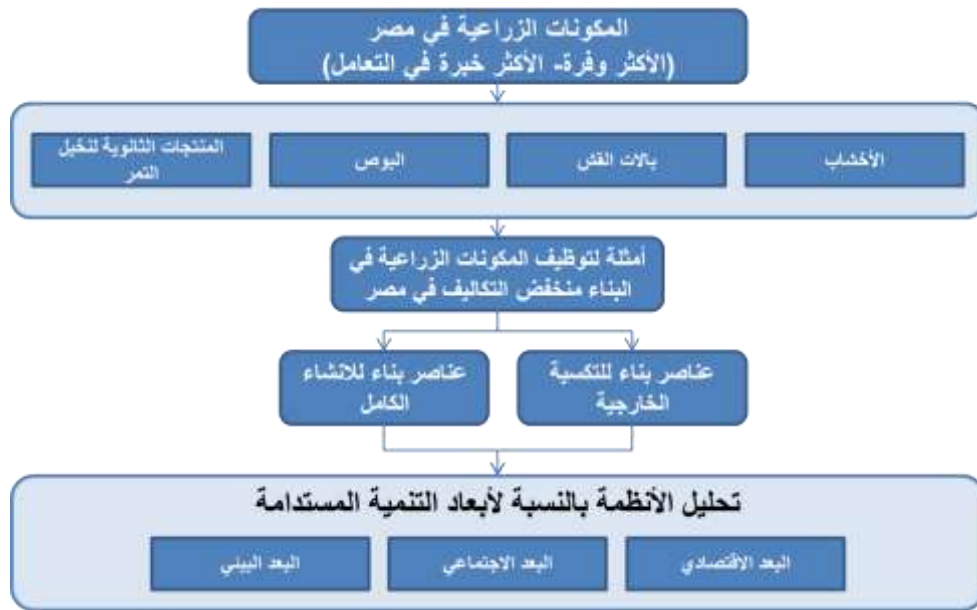 المكونات الزراعية في مصر
(الأكثر وفرة- الأكثر خبرة في التعامل)
الأخشاب
بالات القش
البوص
المنتجات الثانوية لنخيل
التمر
أمثلة لتوظيف المكونات الزراعية في
البناء منخفض التكاليف في مصر
عناصر بناء للتكسية
الخارجية
عناصر بناء للانشاء
الكامل
تحليل الأنظمة بالنسبة لأبعاد التنمية المستدامة
البعد الاقتصادي
البعد الاجتماعي
البعد البيئي